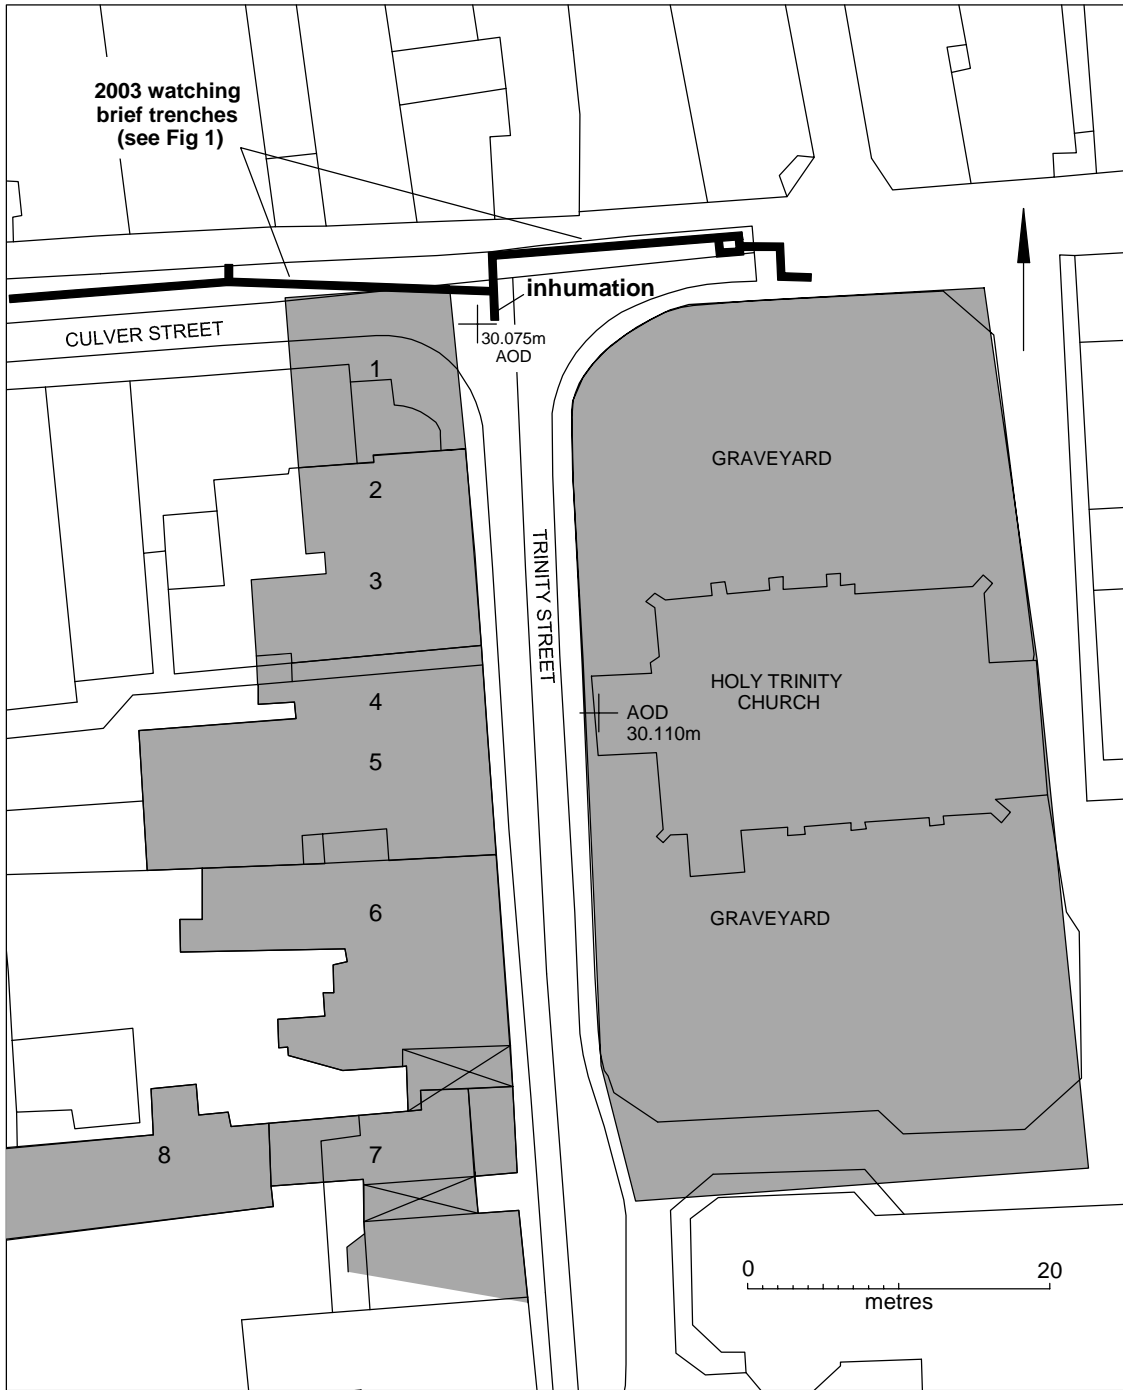 2003 watching
brief trenches
(see Fig 1)
inhumation
CULVER STREET
30.075m
AOD
1
GRAVEYARD
2
TRINITY STREET
3
HOLY TRINITY
CHURCH
4
AOD
30.110m
5
6
GRAVEYARD
8
7
0 20
metres